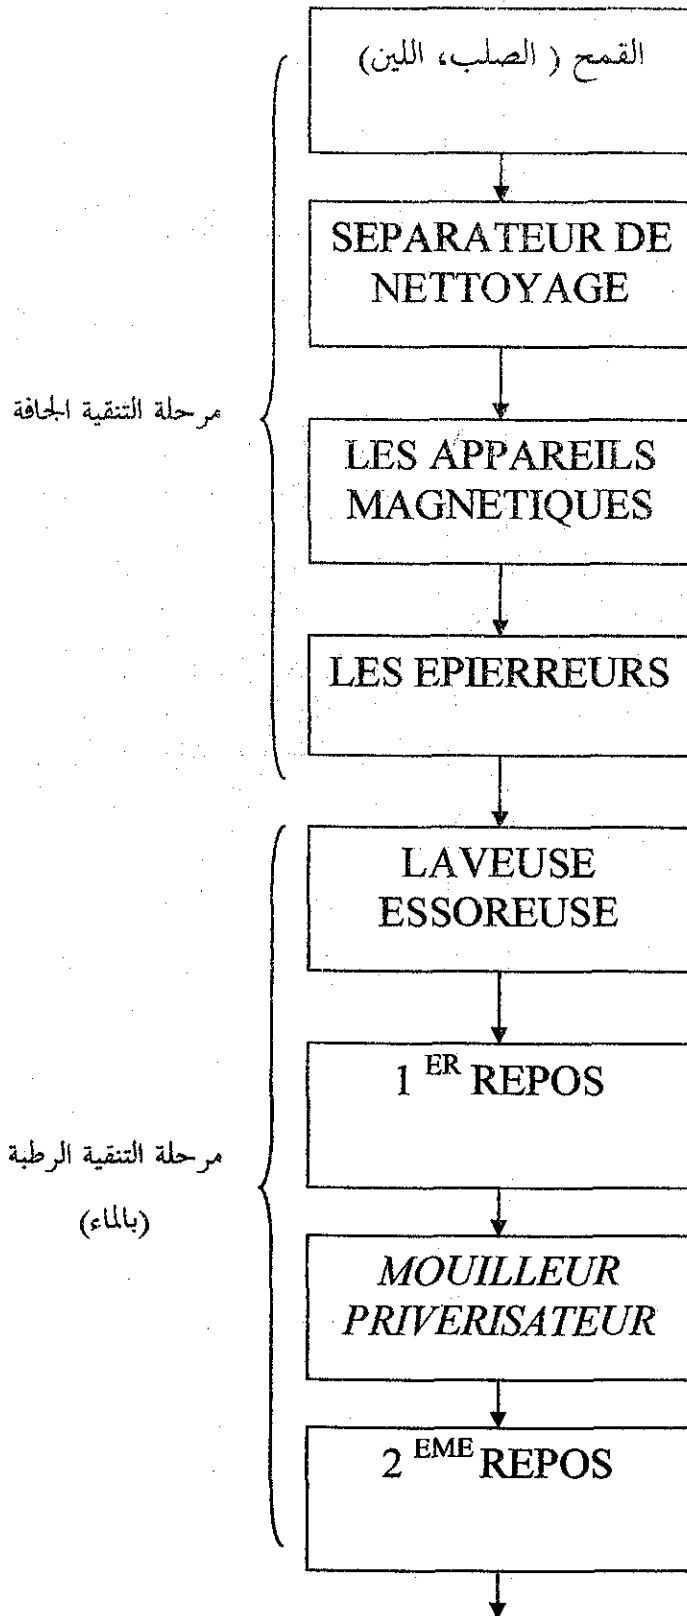 القمح ( الصلب، اللين)
SEPARATEUR DE
NETTOYAGE
مرحلة التنقية الجافة
LES APPAREILS
MAGNETIQUES
LES EPIERREURS
LAVEUSE
ESSOREUSE
1 ER REPOS
مرحلة التنقية الرطبة
(بالماء)
MOUILLEUR
PRIVERISATEUR
2 EME REPOS